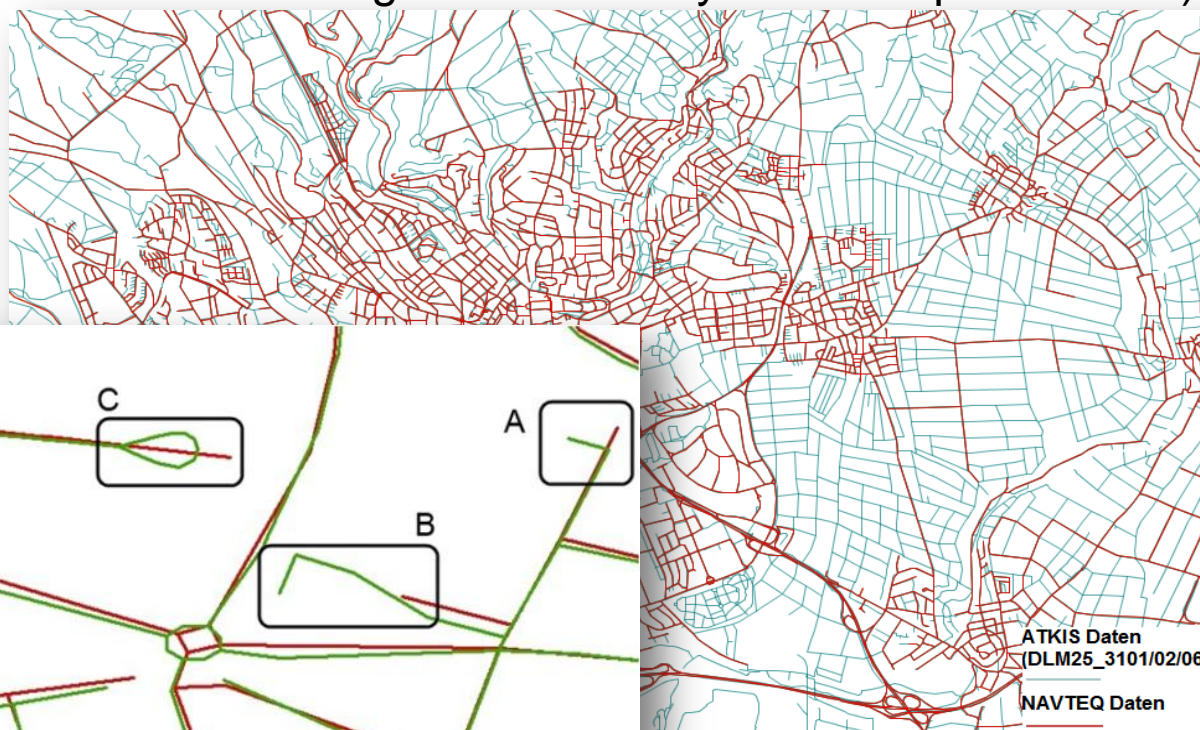 C
A
B
ATKIS Daten
(DLM25_3101/02/06
NAVTEQ Daten